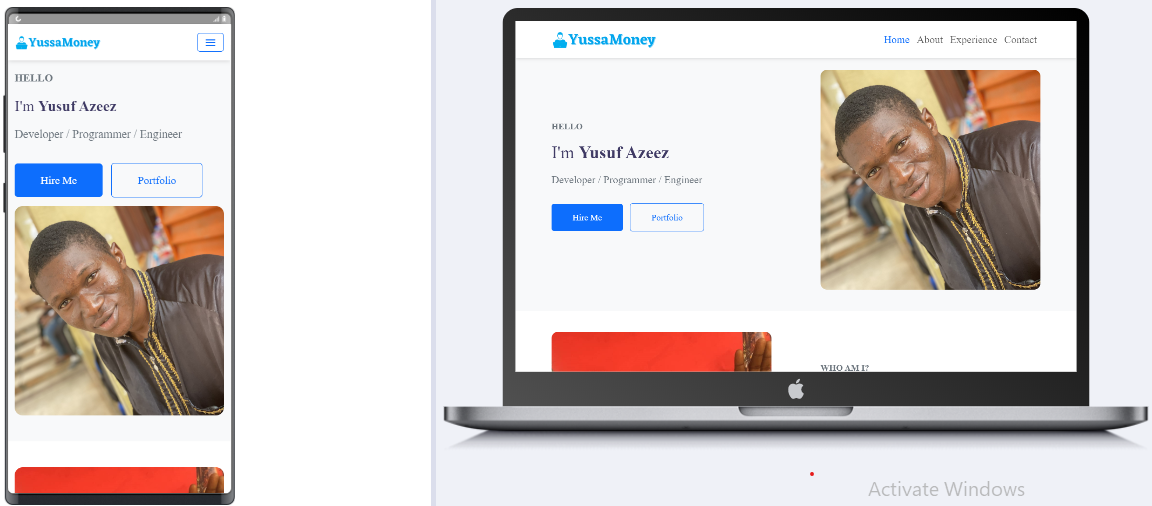 YussaMoney
HELLO
I'm Yusuf Azeez
Developer / Programmer / Engineer
Hire Me
Portfolio
YussaMoney
Home About Experience Contact
HELLO
I'm Yusuf Azeez
Developer / Programmer / Engineer
Hire Me
Portfolio
WHO AM I?
Activate Windows